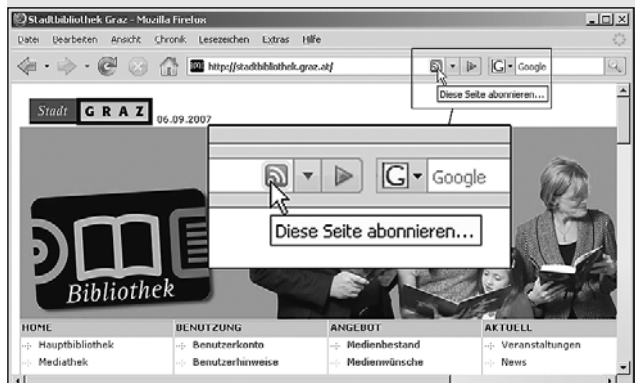 Stadtbibliothek Graz - Mozilla Firefox
Datei Bearbeiten Ansicht Chronik Lesezeichen Extras Hilfe
http://stadtbibliothek.graz.at/
G Google
Diese Seite abonnieren...
Stadt GRAZ
06.09.2007
G Google
Diese Seite abonnieren...
Bibliothek
HOME BENUTZUNG ANGEBOT AKTUELL
Hauptbibliothek Benutzerkonto Medienbestand Veranstaltungen
Mediathek Benutzerhinweise Medienwünsche News